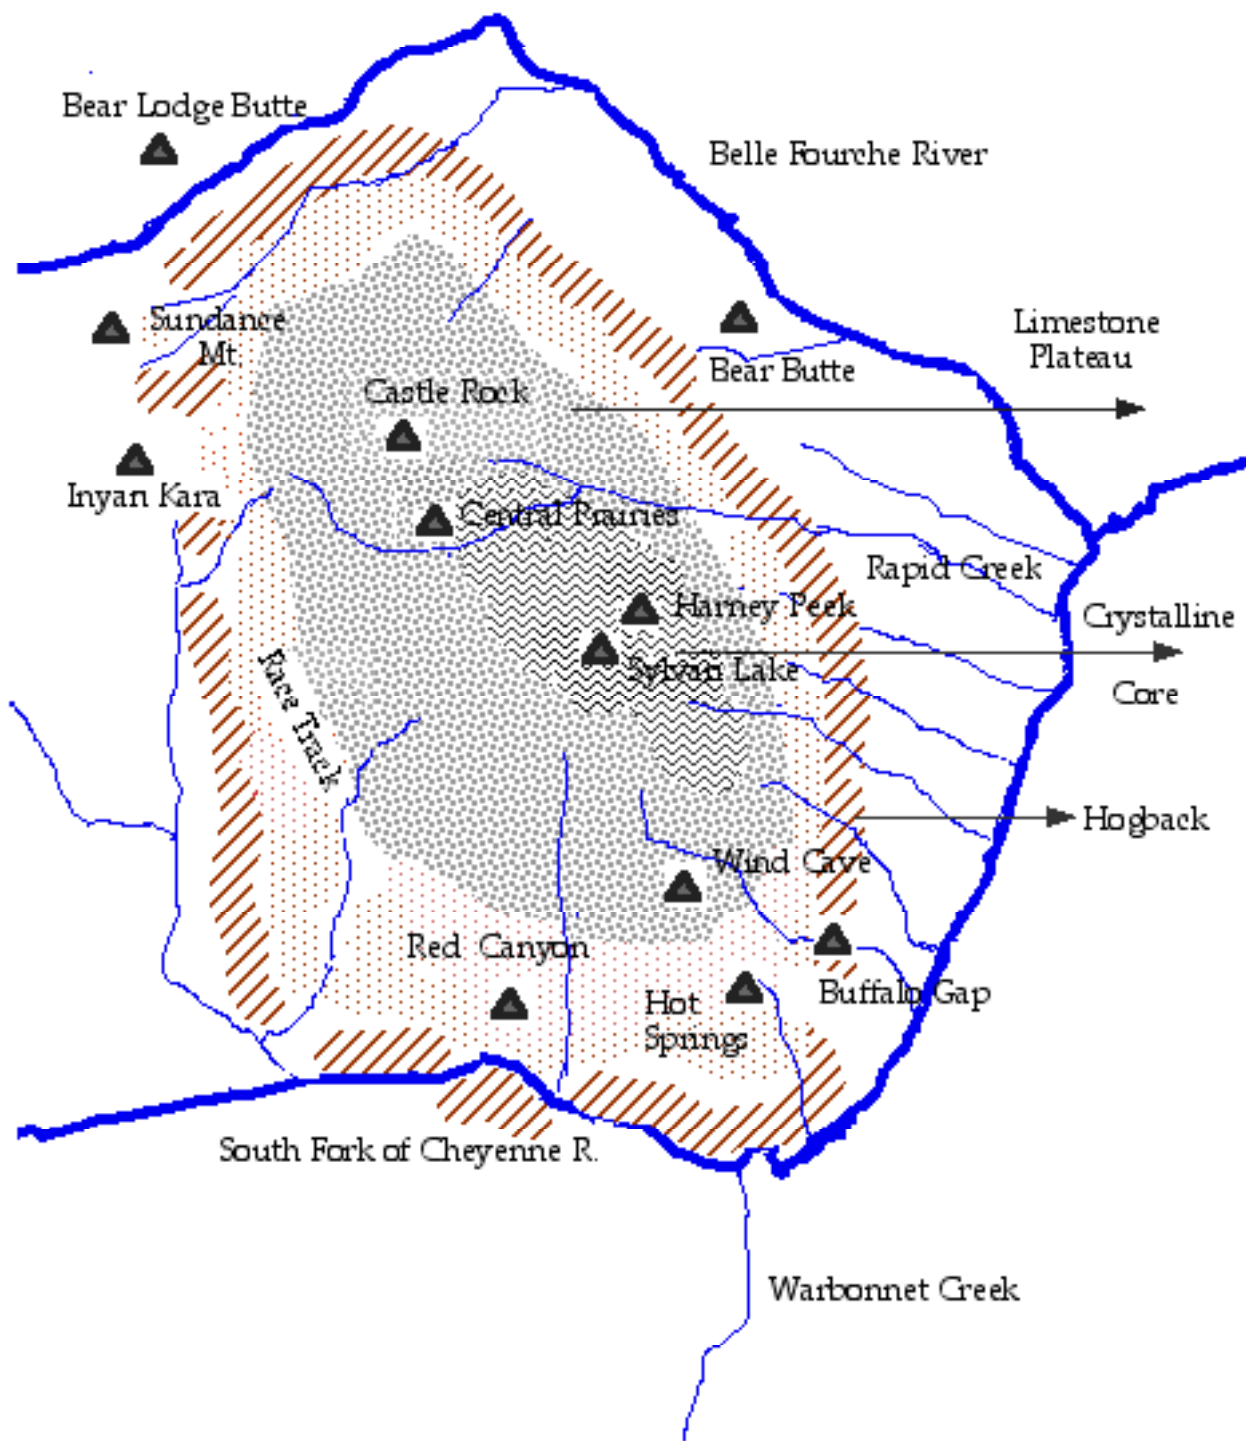 Bear Lodge Butte
Belle Fourche River
Sundance
Mt.
Limestone
Plateau
Bear Butte
Castle Rock
Inyan Kara
Central Prairies
Rapid Creek
Harney Peek
Crystalline
Sylvan Lake
Core
Race Track
Hogback
Wind Cave
Red Canyon
Buffalo Gap
Hot
Springs
South Fork of Cheyenne R.
Warbonnet Creek